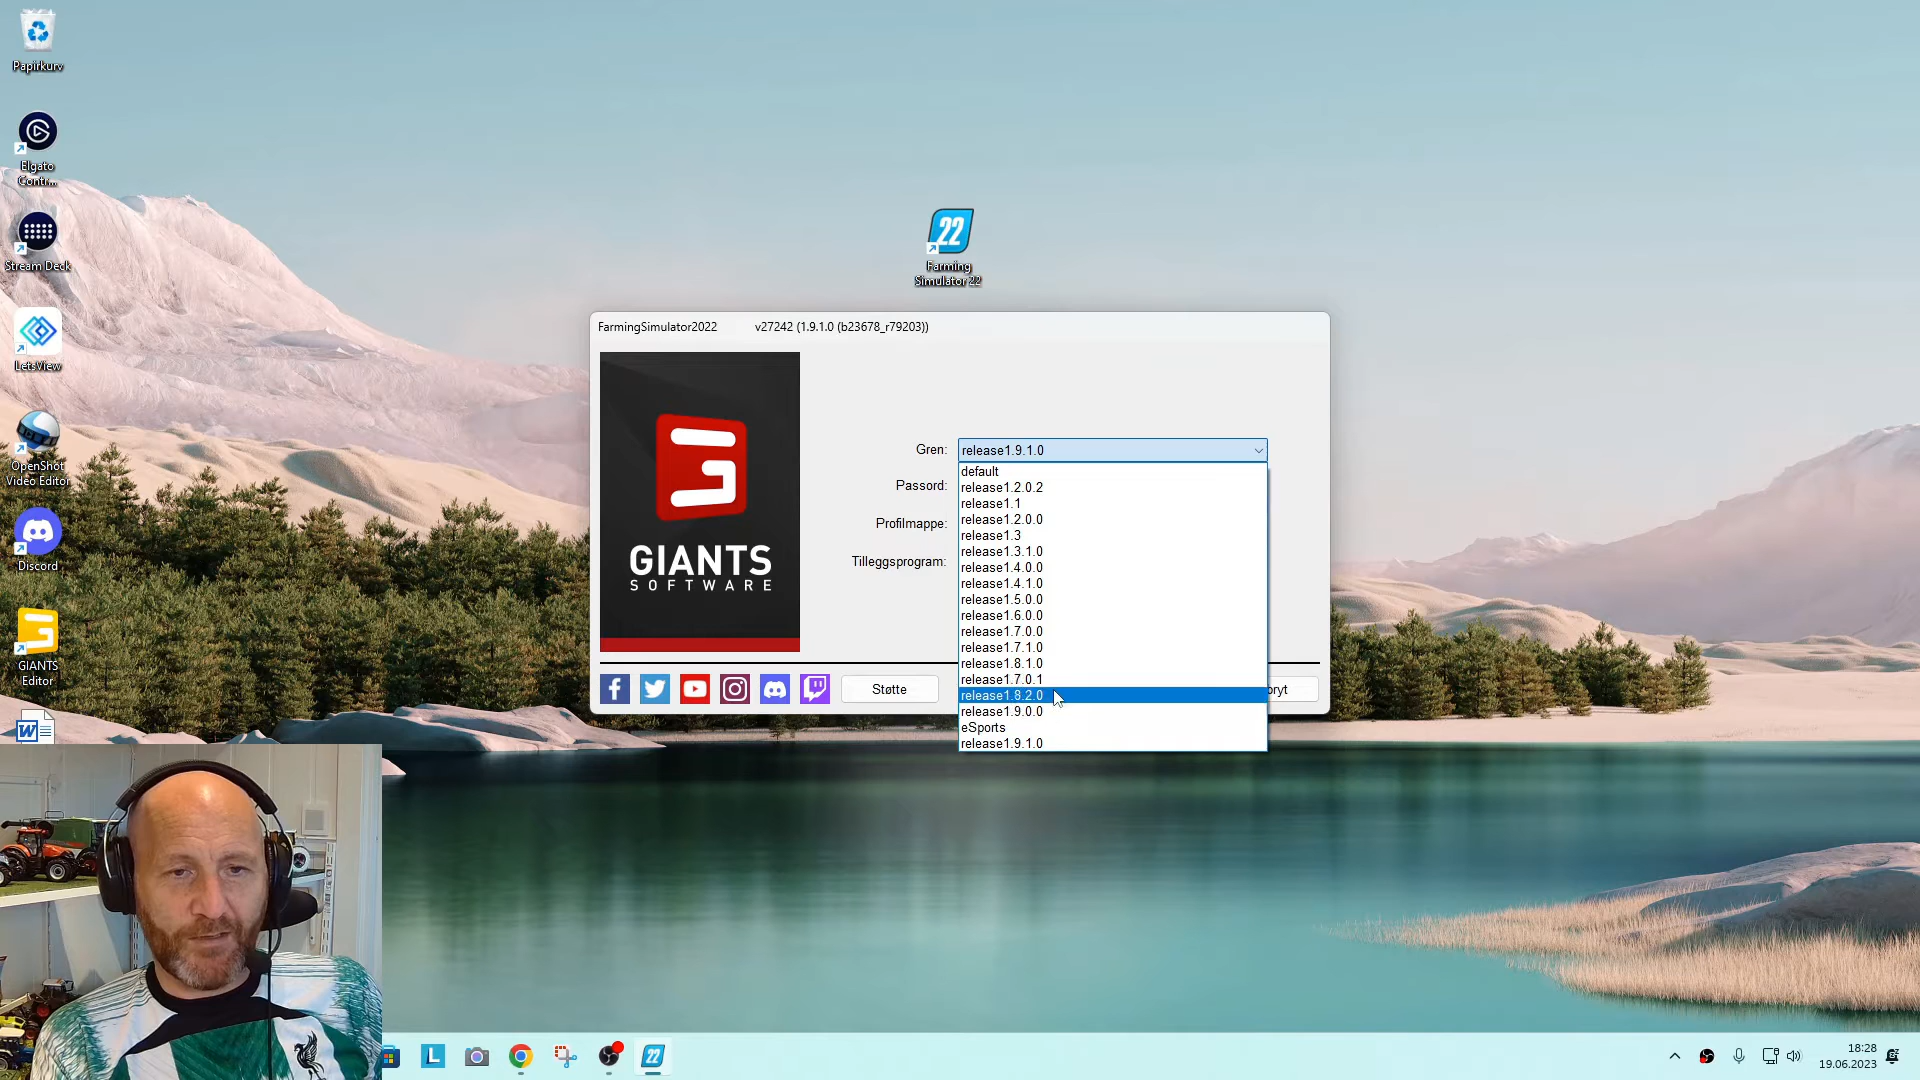 Papirkurv
Elgato
Contr...
Stream Deck
LetsView
OpenShot
Video Editor
Discord
GIANTS
Editor
22
Farming
Simulator 22
FarmingSimulator2022
v27242 (1.9.1.0 (b23678_r79203))
GIANTS
SOFTWARE
Gren:
release1.9.1.0
Passord:
Profilmappe:
Tilleggsprogram:
default
release1.2.0.2
release1.1
release1.2.0.0
release1.3
release1.3.1.0
release1.4.0.0
release1.4.1.0
release1.5.0.0
release1.6.0.0
release1.7.0.0
release1.7.1.0
release1.8.1.0
release1.7.0.1
release1.8.2.0
release1.9.0.0
eSports
release1.9.1.0
Støtte
bryt
L
22
18:28
19.06.2023